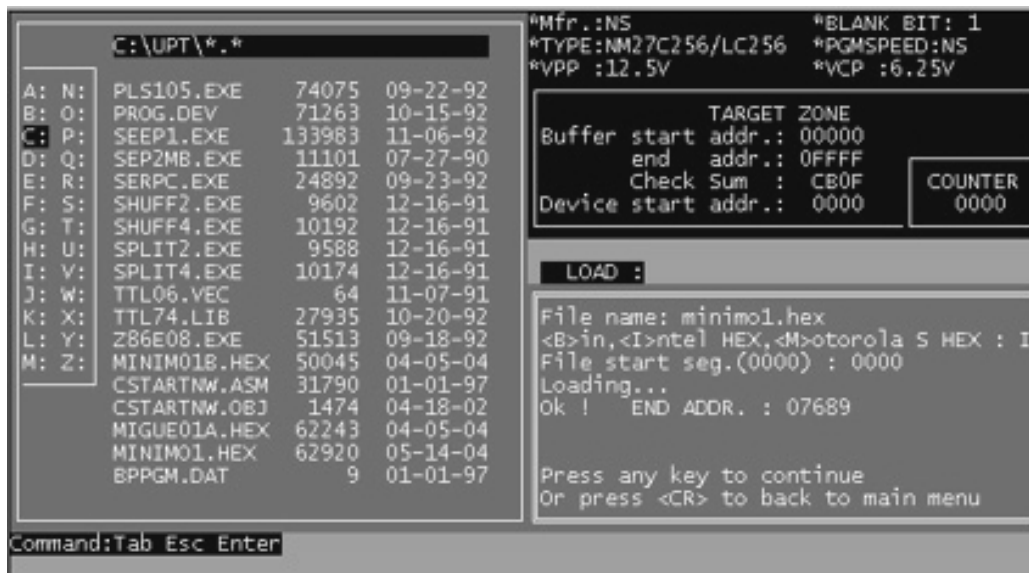 C:\UPT\*.*
A: N:
B: O:
C: P:
D: Q:
E: R:
F: S:
G: T:
H: U:
I: V:
J: W:
K: X:
L: Y:
M: Z:
PLS105.EXE 74075 09-22-92
PROG.DEV 71263 10-15-92
SEEP1.EXE 133983 11-06-92
SEP2MB.EXE 11101 07-27-90
SERPC.EXE 24892 09-23-92
SHUFF2.EXE 9602 12-16-91
SHUFF4.EXE 10192 12-16-91
SPLIT2.EXE 9588 12-16-91
SPLIT4.EXE 10174 12-16-91
TTL06.VEC 64 11-07-91
TTL74.LIB 27935 10-20-92
Z86E08.EXE 51513 09-18-92
MINIMO1B.HEX 50045 04-05-04
CSTARTNW.ASM 31790 01-01-97
CSTARTNW.OBJ 1474 04-18-02
MIGUE01A.HEX 62243 04-05-04
MINIMO1.HEX 62920 05-14-04
BPPGM.DAT 9 01-01-97
Command:Tab Esc Enter
*Mfr.:NS *BLANK BIT: 1
*TYPE:NM27C256/LC256 *PGMSPEED:NS
*VPP :12.5V *VCP :6.25V
TARGET ZONE
Buffer start addr.: 00000
end addr.: 0FFFF
Check Sum : CB0F
Device start addr.: 0000
COUNTER
0000
LOAD :
File name: minimo1.hex
<B>in,<I>ntel HEX,<M>otorola S HEX : I
File start seg.(0000) : 0000
Loading...
Ok ! END ADDR. : 07689
Press any key to continue
Or press <CR> to back to main menu